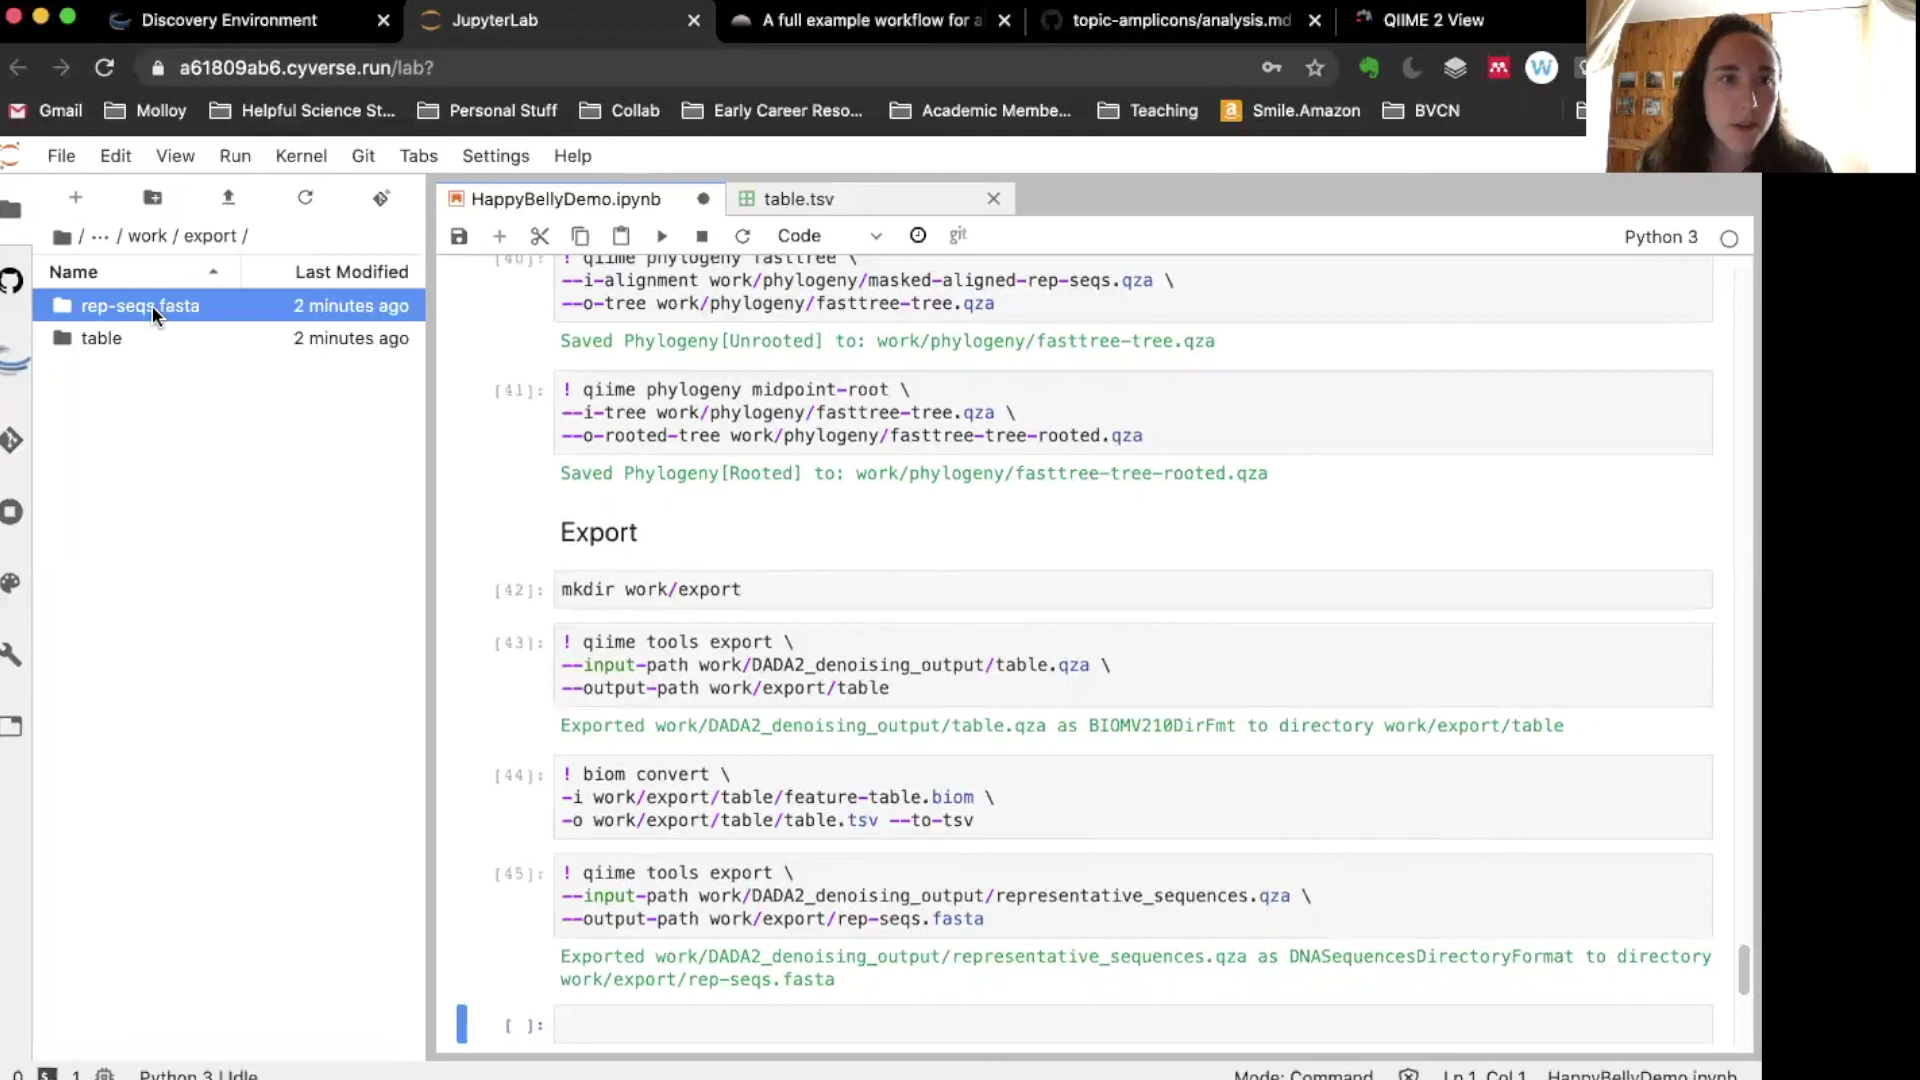 Discovery Environment
JupyterLab
A full example workflow for a
topic-amplicons/analysis.md
QIIME 2 View
a61809ab6.cyverse.run/lab?
Gmail
Molloy
Helpful Science St...
Personal Stuff
Collab
Early Career Reso...
Academic Membe...
Teaching
Smile.Amazon
BVCN
File Edit View Run Kernel Git Tabs Settings Help
HappyBellyDemo.ipynb
table.tsv
/ ... / work / export /
Code
git
Python 3
Name
Last Modified
rep-seqs.fasta 2 minutes ago
table 2 minutes ago
[40]: ! qiime phylogeny fasttree \
--i-alignment work/phylogeny/masked-aligned-rep-seqs.qza \
--o-tree work/phylogeny/fasttree-tree.qza
Saved Phylogeny[Unrooted] to: work/phylogeny/fasttree-tree.qza
[41]: ! qiime phylogeny midpoint-root \
--i-tree work/phylogeny/fasttree-tree.qza \
--o-rooted-tree work/phylogeny/fasttree-tree-rooted.qza
Saved Phylogeny[Rooted] to: work/phylogeny/fasttree-tree-rooted.qza
Export
[42]: mkdir work/export
[43]: ! qiime tools export \
--input-path work/DADA2_denoising_output/table.qza \
--output-path work/export/table
Exported work/DADA2_denoising_output/table.qza as BIOMV210DirFmt to directory work/export/table
[44]: ! biom convert \
-i work/export/table/feature-table.biom \
-o work/export/table/table.tsv --to-tsv
[45]: ! qiime tools export \
--input-path work/DADA2_denoising_output/representative_sequences.qza \
--output-path work/export/rep-seqs.fasta
Exported work/DADA2_denoising_output/representative_sequences.qza as DNASequencesDirectoryFormat to directory
work/export/rep-seqs.fasta
[ ]:
0 1 Python 3 | Idle
Mode: Command
Ln 1, Col 1
HappyBellyDemo.ipynb